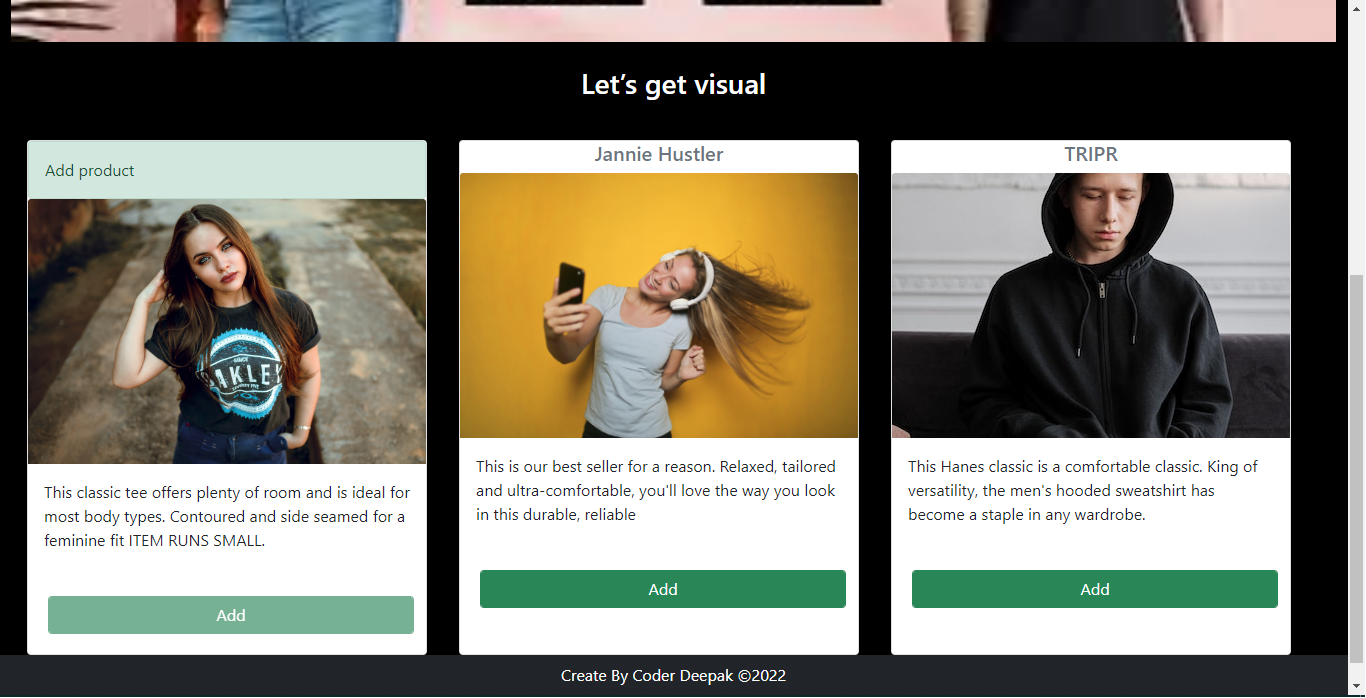 Let’s get visual
Add product
SINCE
OAKLEY
This classic tee offers plenty of room and is ideal for
most body types. Contoured and side seamed for a
feminine fit ITEM RUNS SMALL.
Add
Jannie Hustler
This is our best seller for a reason. Relaxed, tailored
and ultra-comfortable, you'll love the way you look
in this durable, reliable
Add
TRIPR
This Hanes classic is a comfortable classic. King of
versatility, the men's hooded sweatshirt has
become a staple in any wardrobe.
Add
Create By Coder Deepak ©2022